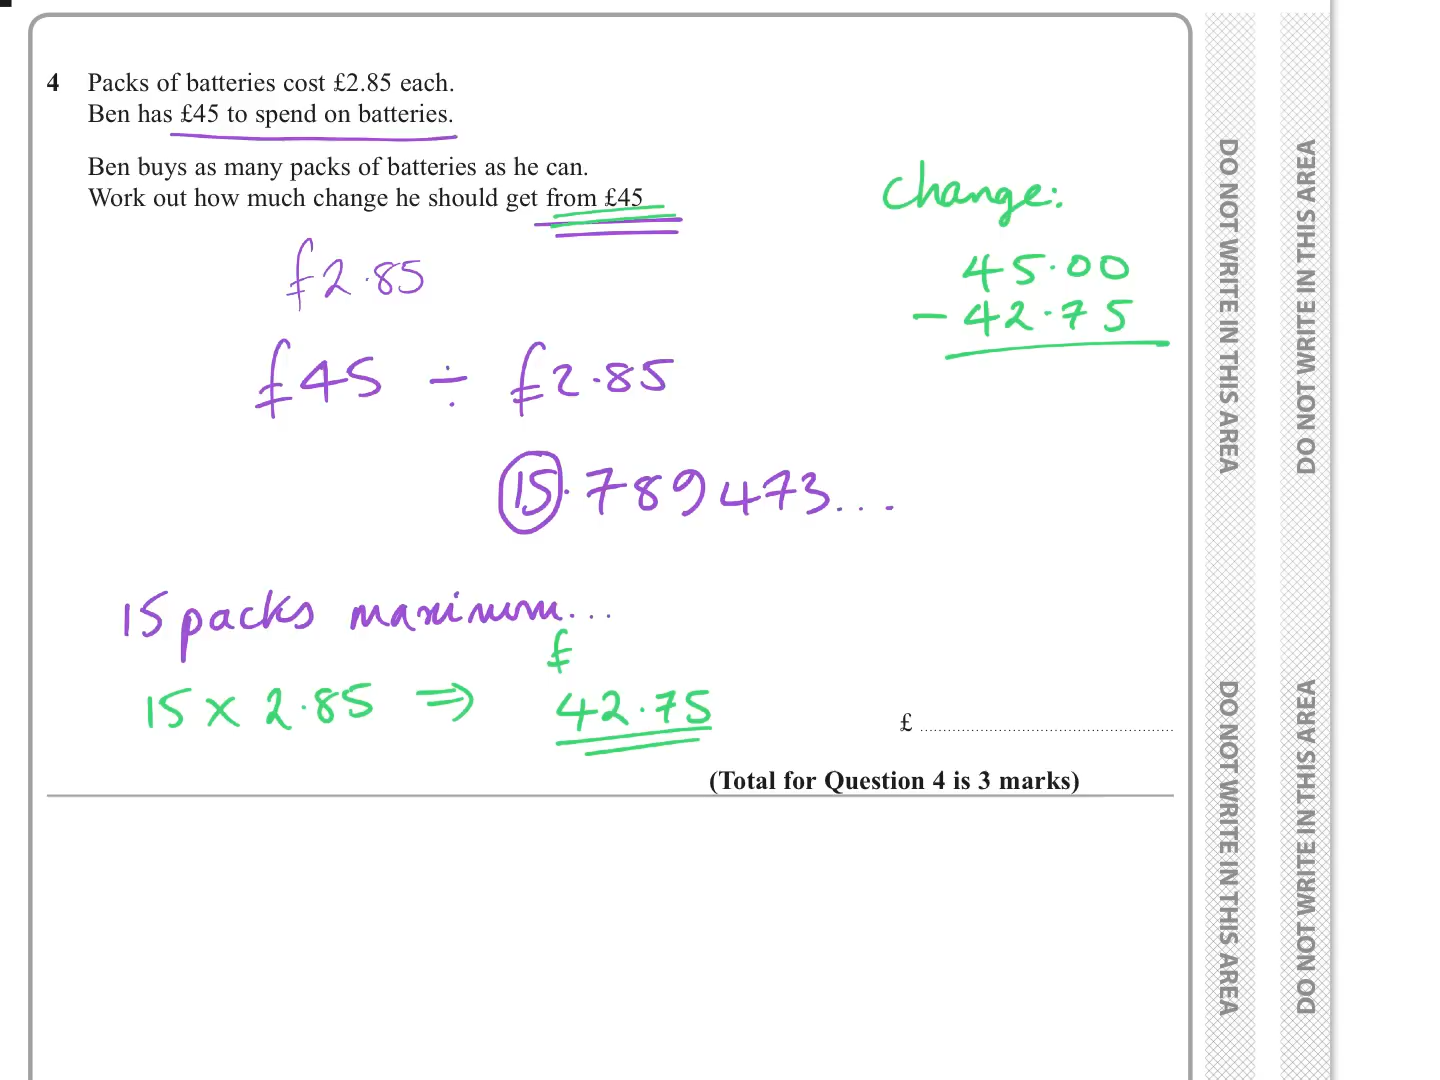 4 Packs of batteries cost £2.85 each.
Ben has £45 to spend on batteries.
Ben buys as many packs of batteries as he can.
Work out how much change he should get from £45
£2.85
£45 ÷ £2.85
15.789473...
15 packs maximum...
15 × 2.85 ⇒ £42.75
change:
45.00
- 42.75
£ ....................................................
(Total for Question 4 is 3 marks)
DO NOT WRITE IN THIS AREA
DO NOT WRITE IN THIS AREA
DO NOT WRITE IN THIS AREA
DO NOT WRITE IN THIS AREA